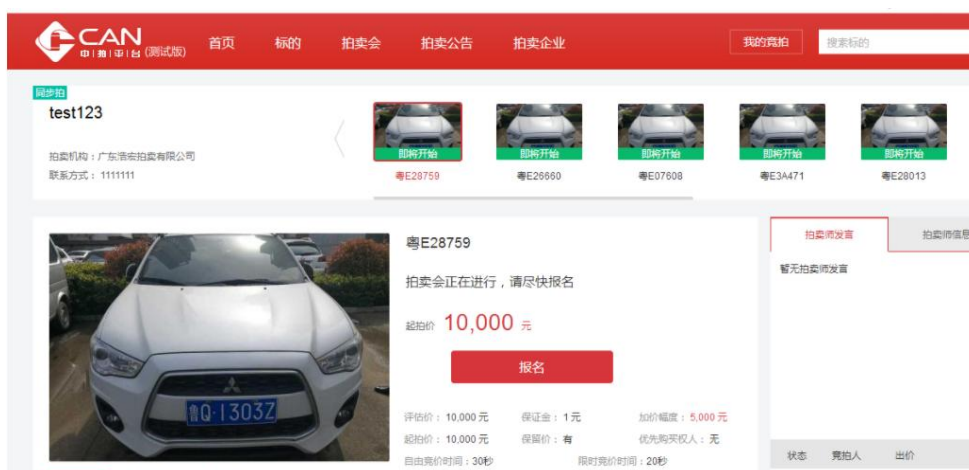 CAN
中|拍|平|台 (测试版)
首页 标的 拍卖会 拍卖公告 拍卖企业 我的竞拍 搜索标的
同步拍
test123
拍卖机构：广东浩宏拍卖有限公司
联系方式：1111111
即将开始 即将开始 即将开始 即将开始 即将开始
粤E28759 粤E26660 粤E07608 粤E3A471 粤E28013
粤E28759
拍卖会正在进行，请尽快报名
起拍价 10,000 元
报名
评估价：10,000 元 保证金：1 元 加价幅度：5,000 元
起拍价：10,000 元 保留价：有 优先购买权人：无
自由竞价时间：30秒 限时竞价时间：20秒
鲁Q·1303Z
拍卖师发言 拍卖师信息
暂无拍卖师发言
状态 竞拍人 出价